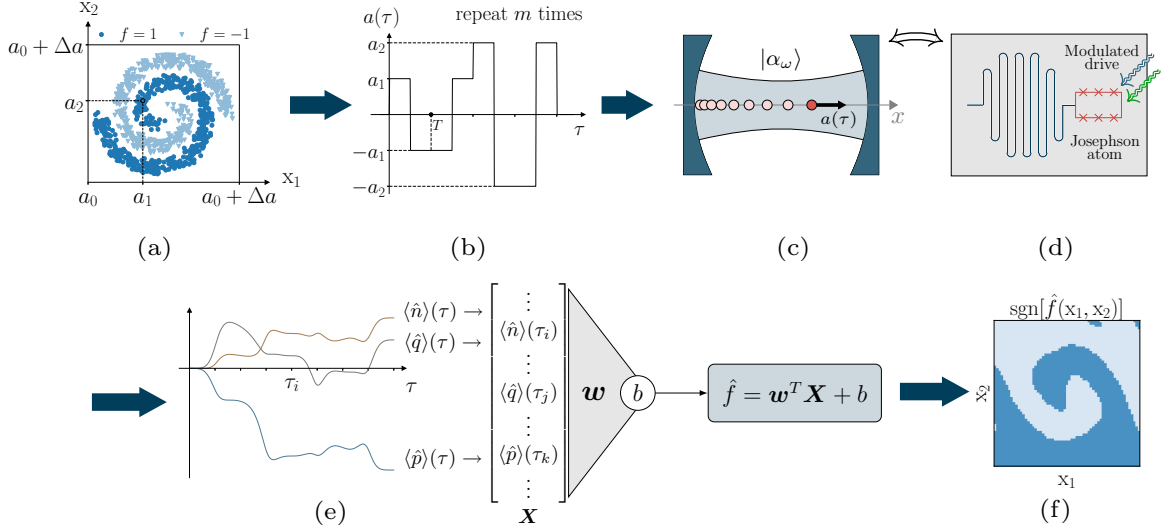 x₂
f = 1
f = −1
a₀ + Δa
a₂
x₁
a₀
a₁
a₀ + Δa
(a)
a(τ)
repeat m times
a₂
a₁
T
τ
−a₁
−a₂
(b)
|α_ω⟩
a(τ)
x
(c)
Modulated
drive
Josephson
atom
(d)
τᵢ
τ
⟨n̂⟩(τ) →
⟨q̂⟩(τ) →
⟨p̂⟩(τ) →
(e)
⋮
⟨n̂⟩(τᵢ)
⋮
⟨q̂⟩(τⱼ)
⋮
⟨p̂⟩(τₖ)
⋮
X
w
b
f̂ = wᵀX + b
sgn[f̂(x₁, x₂)]
x₂
x₁
(f)